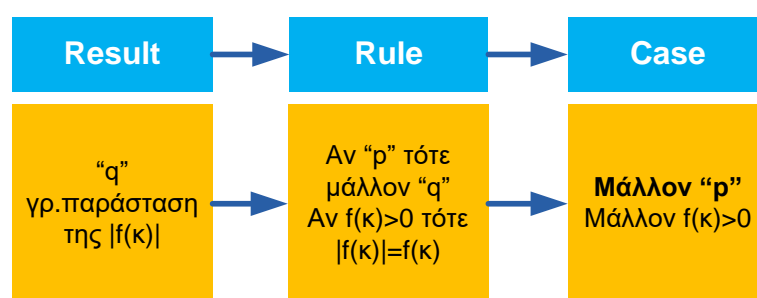 Result
Rule
Case
“q”
γρ.παράσταση
της |f(κ)|
Αν “p” τότε
μάλλον “q”
Αν f(κ)>0 τότε
|f(κ)|=f(κ)
Μάλλον “p”
Μάλλον f(κ)>0